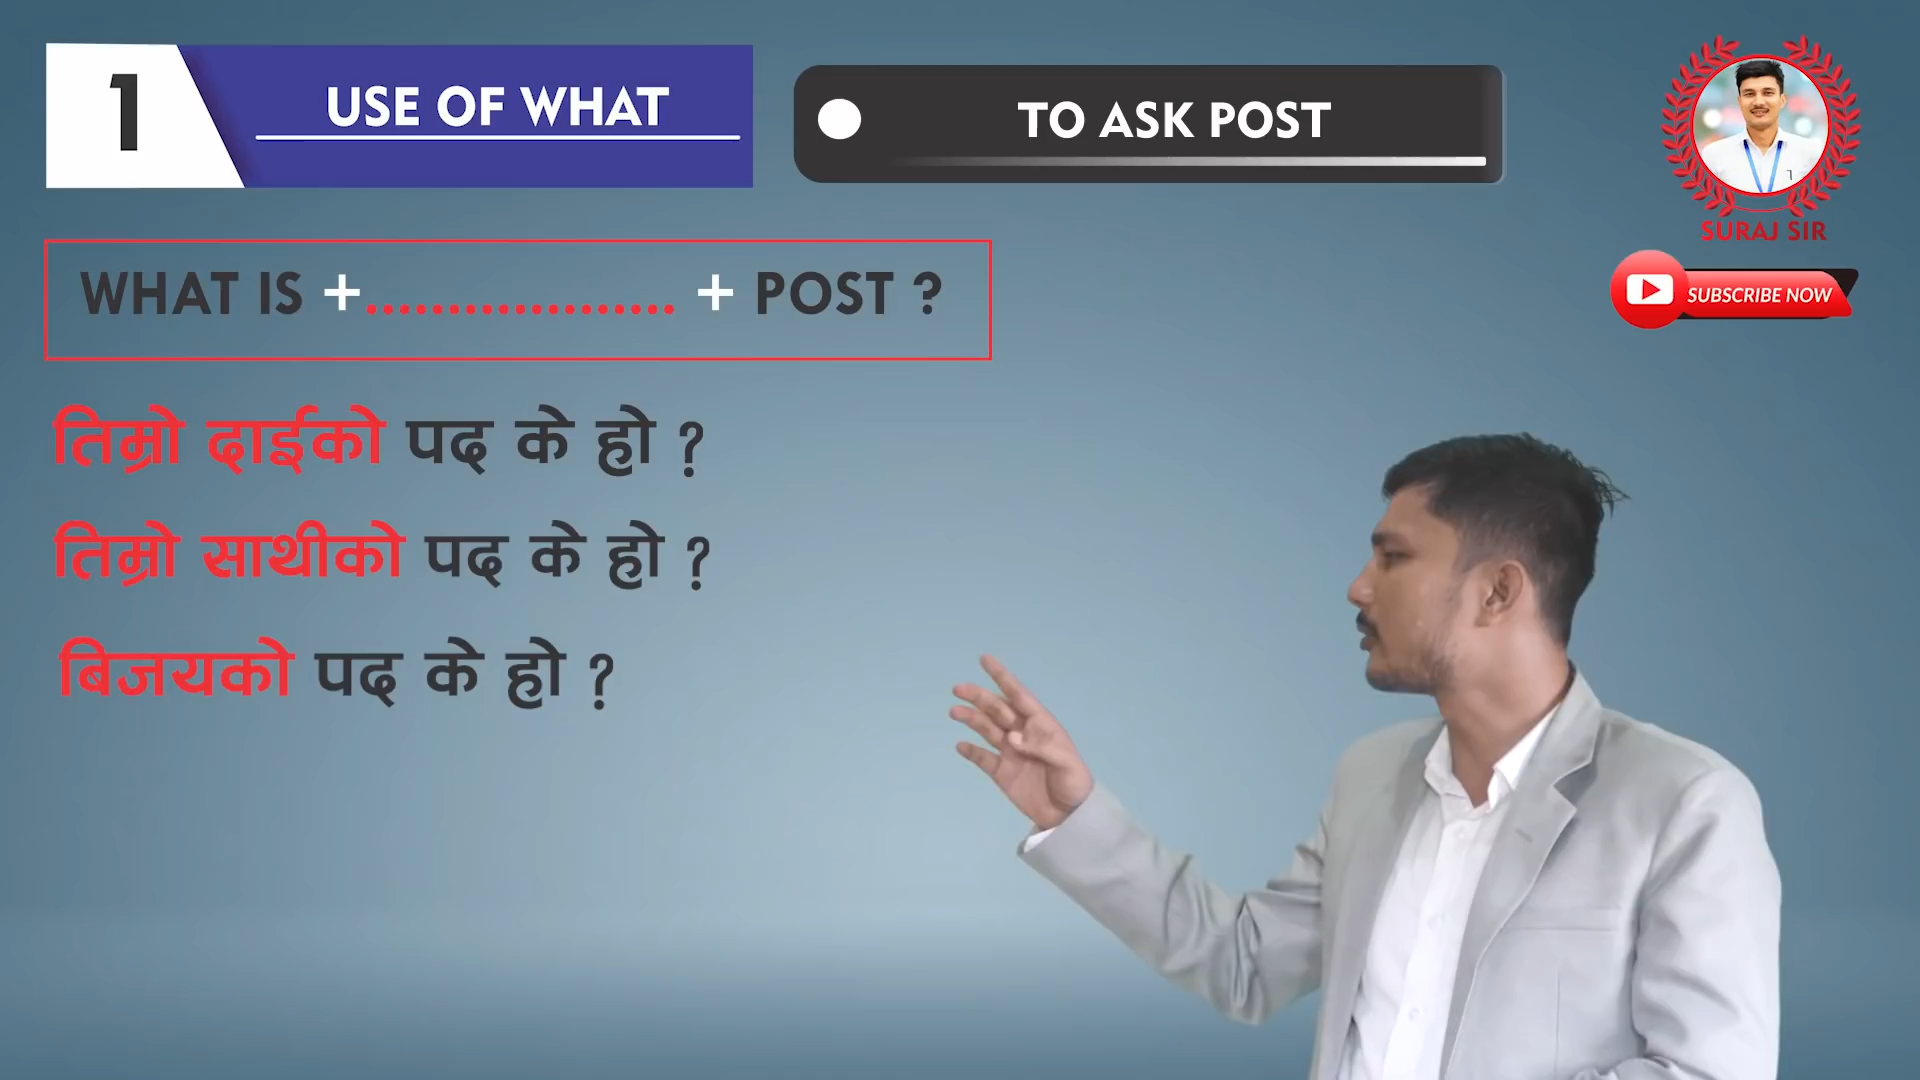 1
USE OF WHAT
TO ASK POST
SURAJ SIR
SUBSCRIBE NOW
WHAT IS +................... + POST ?
तिम्रो दाईको पद के हो ?
तिम्रो साथीको पद के हो ?
बिजयको पद के हो ?